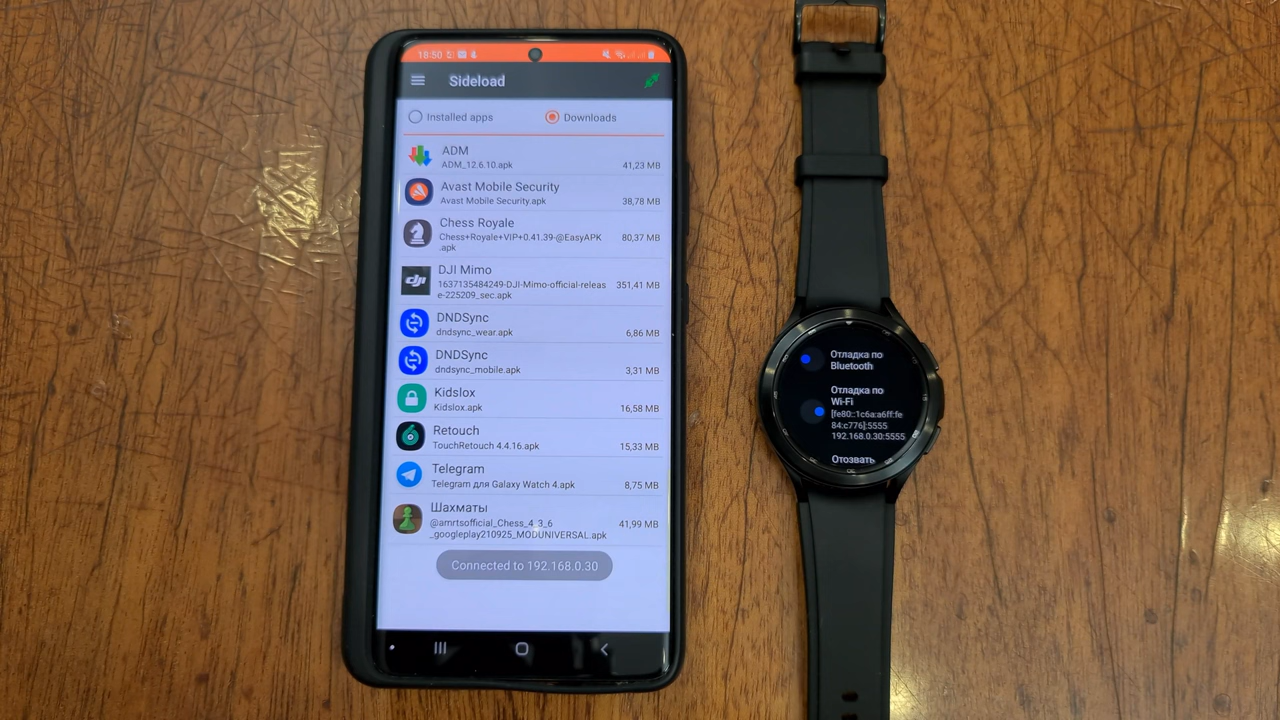 18:50
Sideload
Installed apps
Downloads
ADM
ADM_12.6.10.apk
41,23 MB
Avast Mobile Security
Avast Mobile Security.apk
38,78 MB
Chess Royale
Chess+Royale+VIP+0.41.39-@EasyAPK
.apk
80,37 MB
DJI Mimo
1637135484249-DJI-Mimo-official-releas
e-225209_sec.apk
351,41 MB
DNDSync
dndsync_wear.apk
6,86 MB
DNDSync
dndsync_mobile.apk
3,31 MB
Kidslox
Kidslox.apk
16,58 MB
Retouch
TouchRetouch 4.4.16.apk
15,33 MB
Telegram
Telegram для Galaxy Watch 4.apk
8,75 MB
Шахматы
@amrtsofficial_Chess_4_3_6
_googleplay210925_MODUNIVERSAL.apk
41,99 MB
Connected to 192.168.0.30
Отладка по
Bluetooth
Отладка по
Wi-Fi
[fe80::1c6a:a6ff:fe
84:c776]:5555
192.168.0.30:5555
Отозвать